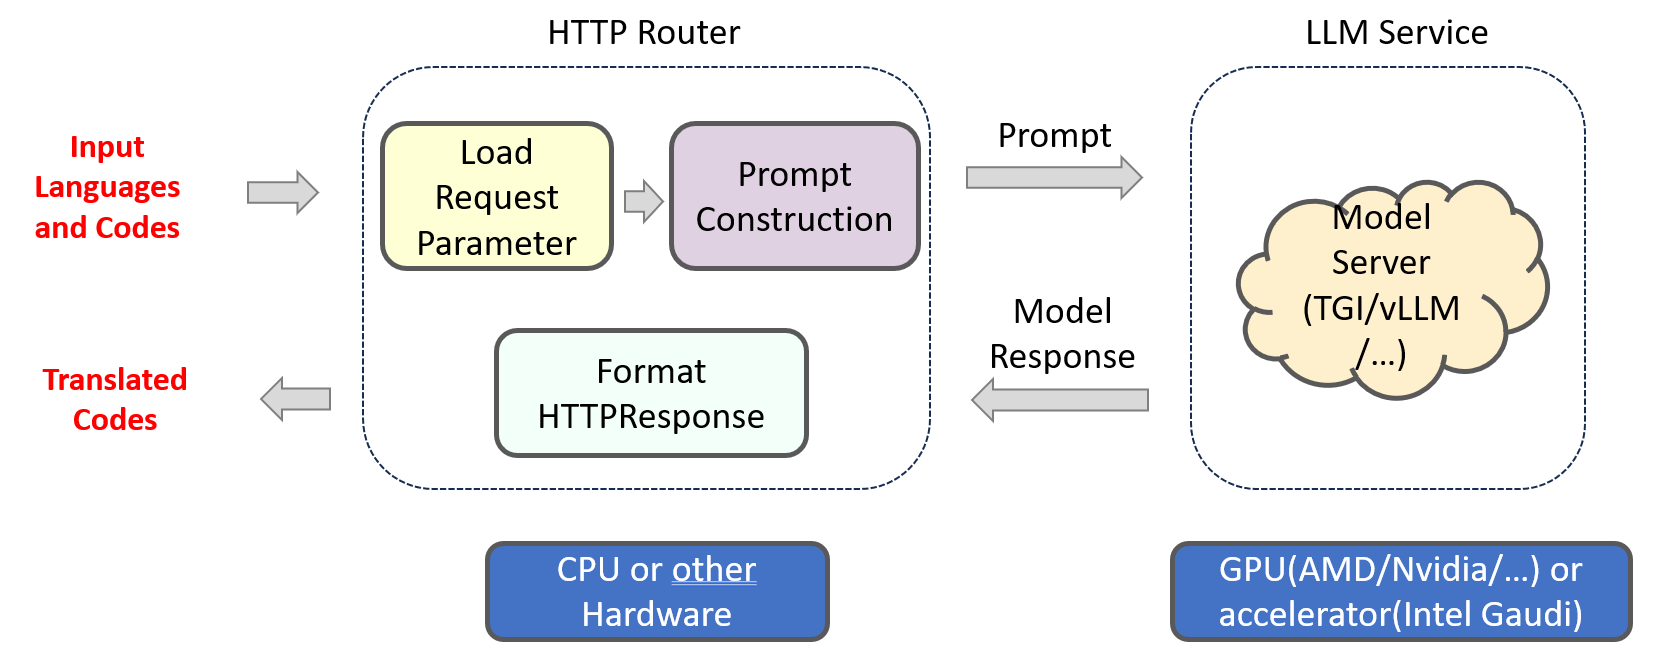 HTTP Router
LLM Service
Input
Languages
and Codes
Load
Request
Parameter
Prompt
Construction
Prompt
Model
Server
(TGI/vLLM
/...)
Model
Response
Format
HTTPResponse
Translated
Codes
CPU or other
Hardware
GPU(AMD/Nvidia/...) or
accelerator(Intel Gaudi)